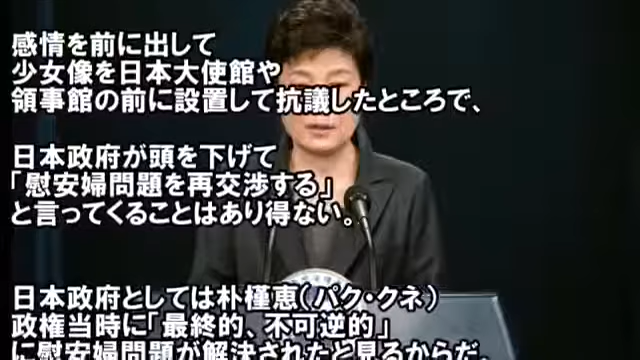 感情を前に出して
少女像を日本大使館や
領事館の前に設置して抗議したところで、
日本政府が頭を下げて
「慰安婦問題を再交渉する」
と言ってくることはあり得ない。
日本政府としては朴槿恵（パク・クネ）
政権当時に「最終的、不可逆的」
に慰安婦問題が解決されたと見るからだ